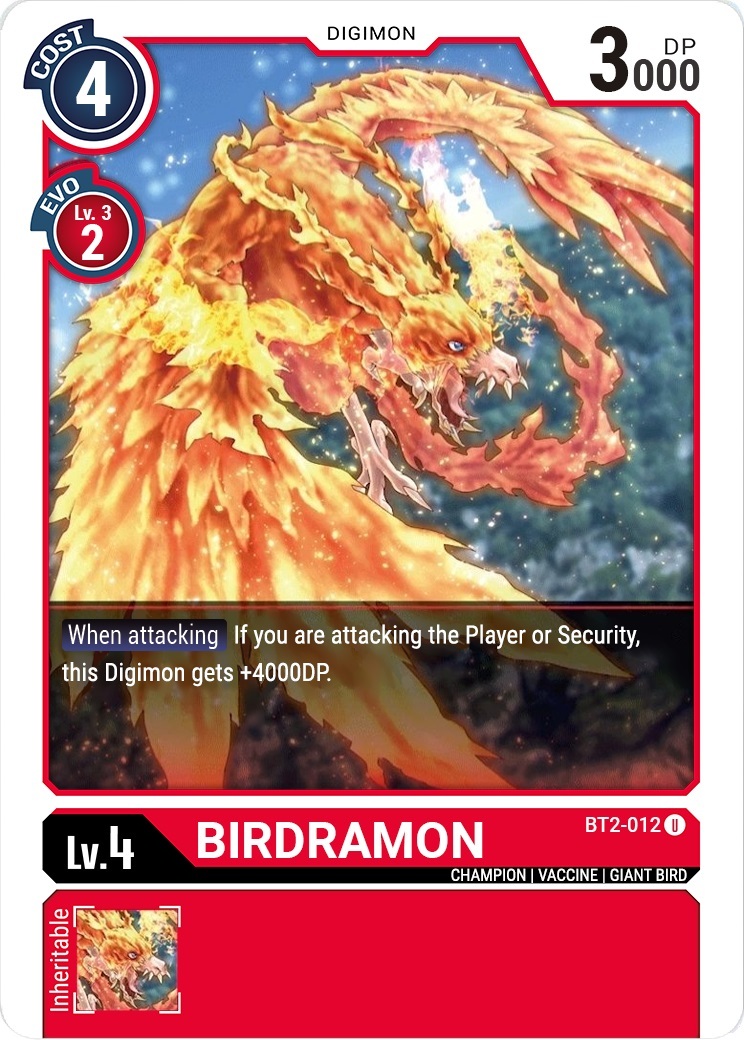 DIGIMON
COST
4
3000
DP
EVO
Lv. 3
2
When attacking If you are attacking the Player or Security,
this Digimon gets +4000DP.
Lv.4
BIRDRAMON
BT2-012 U
CHAMPION | VACCINE | GIANT BIRD
Inheritable